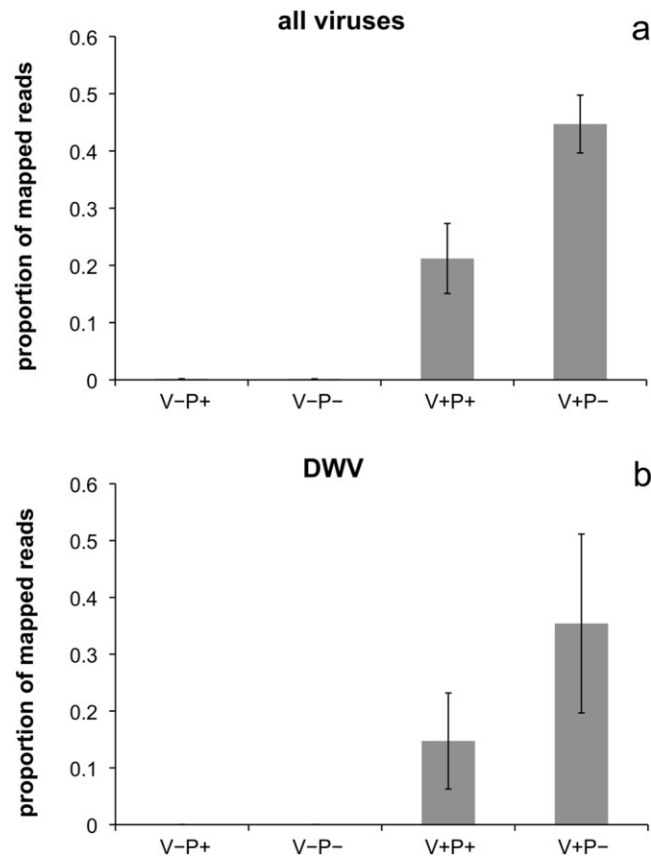 all viruses
a
proportion of mapped reads
0.6
0.5
0.4
0.3
0.2
0.1
0
V−P+ V−P− V+P+ V+P−
DWV
b
proportion of mapped reads
0.6
0.5
0.4
0.3
0.2
0.1
0
V−P+ V−P− V+P+ V+P−